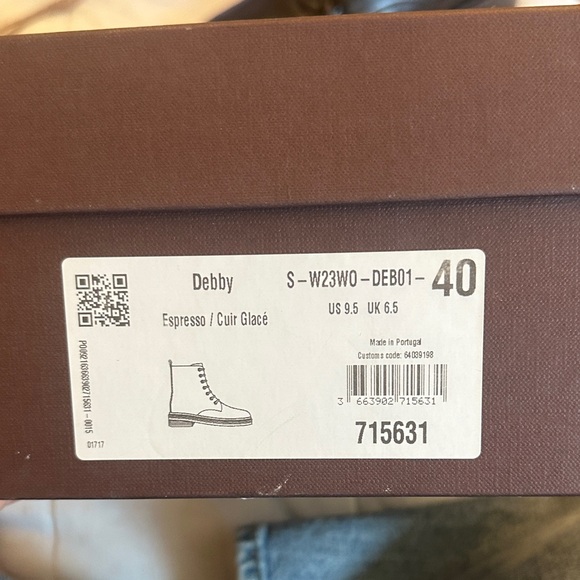 Debby
S-W23WO-DEB01-40
US 9.5 UK 6.5
Espresso / Cuir Glacé
Made in Portugal
Customs code: 64039198
3 663902 715631
715631
D1717